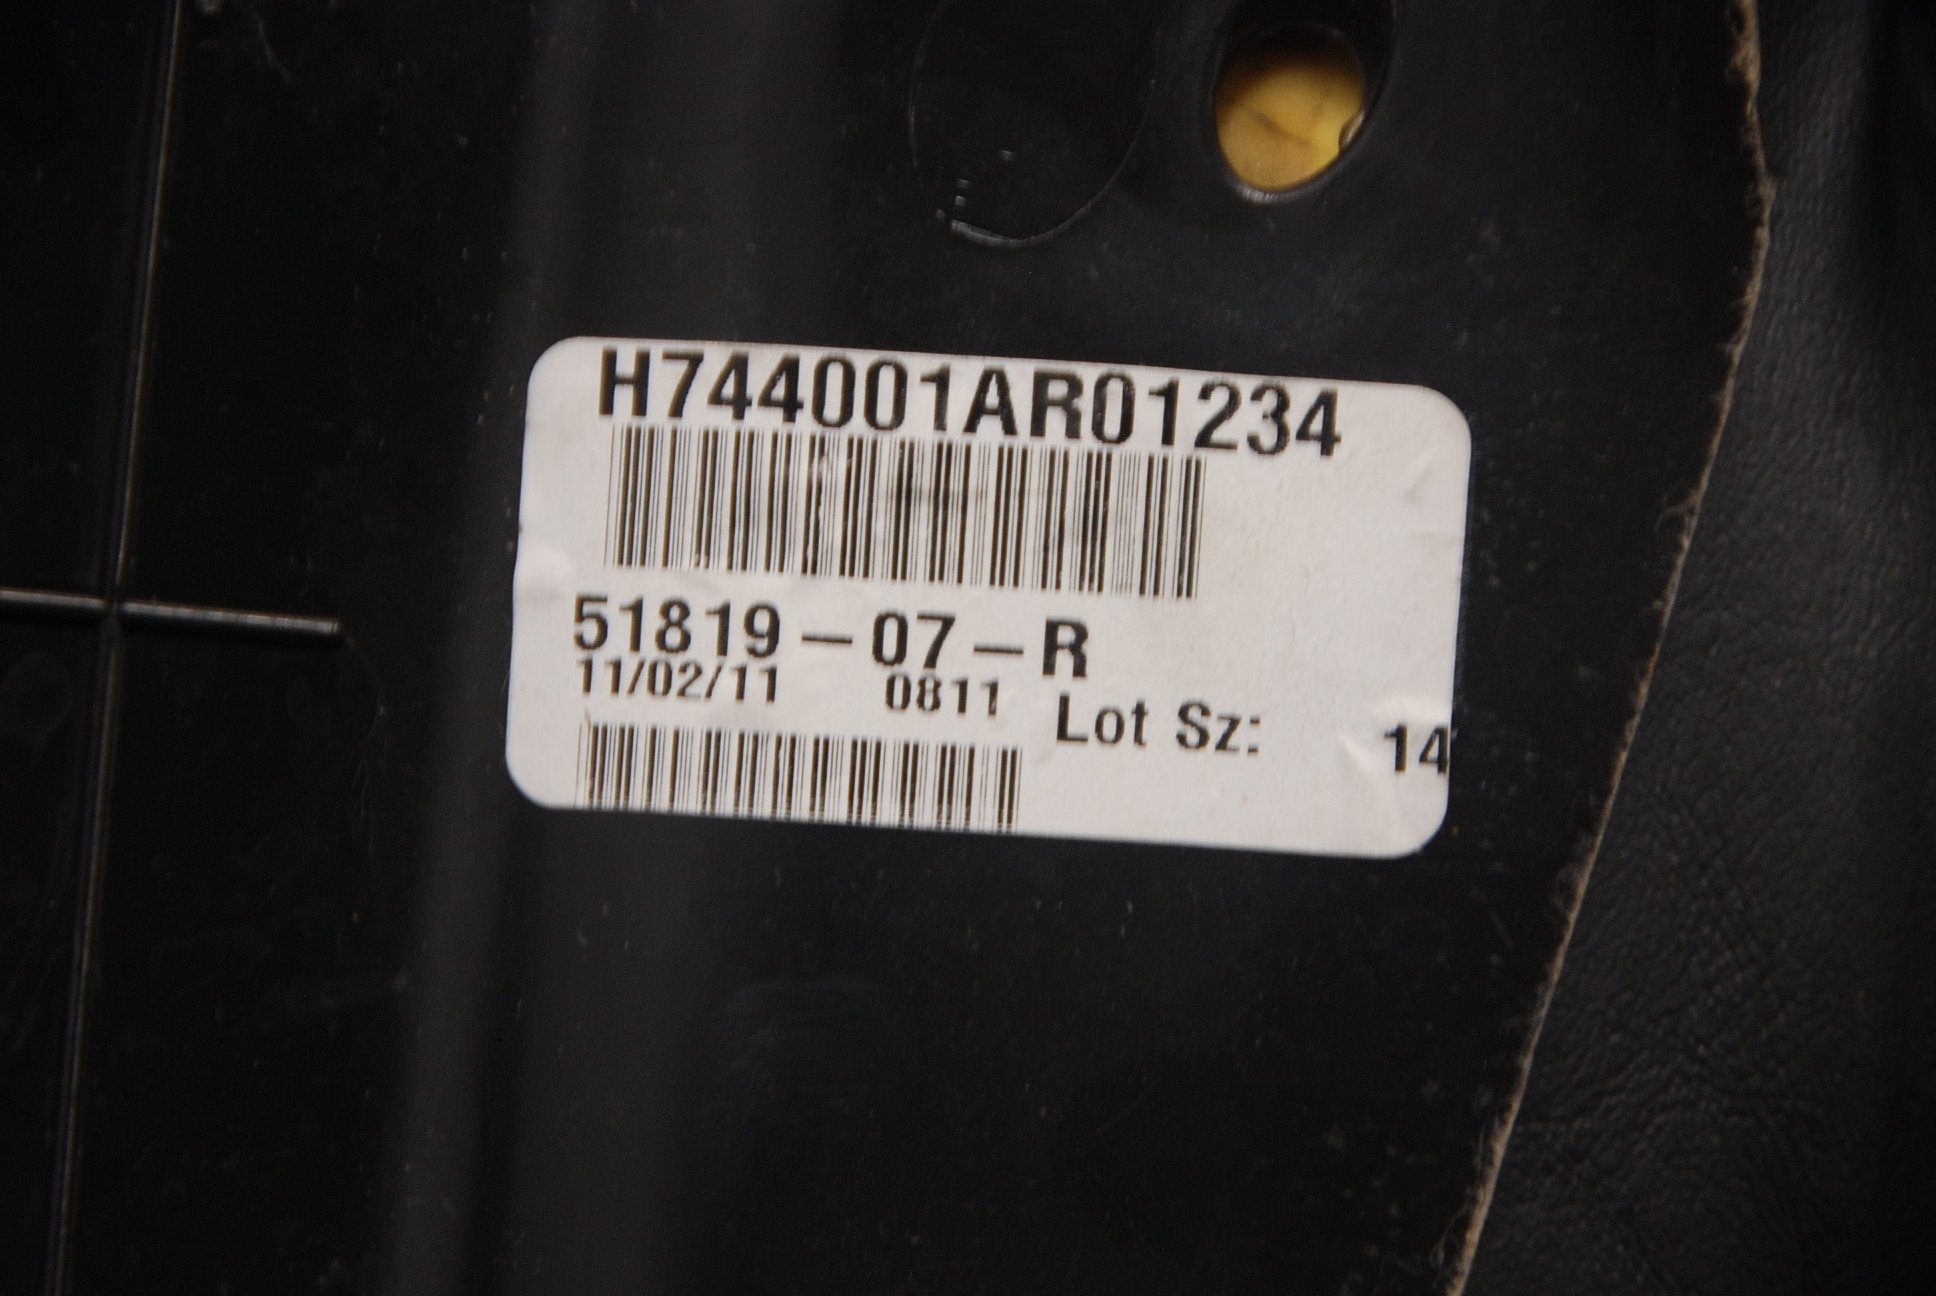 H744001AR01234
51819-07-R
11/02/11 0811 Lot Sz: 14